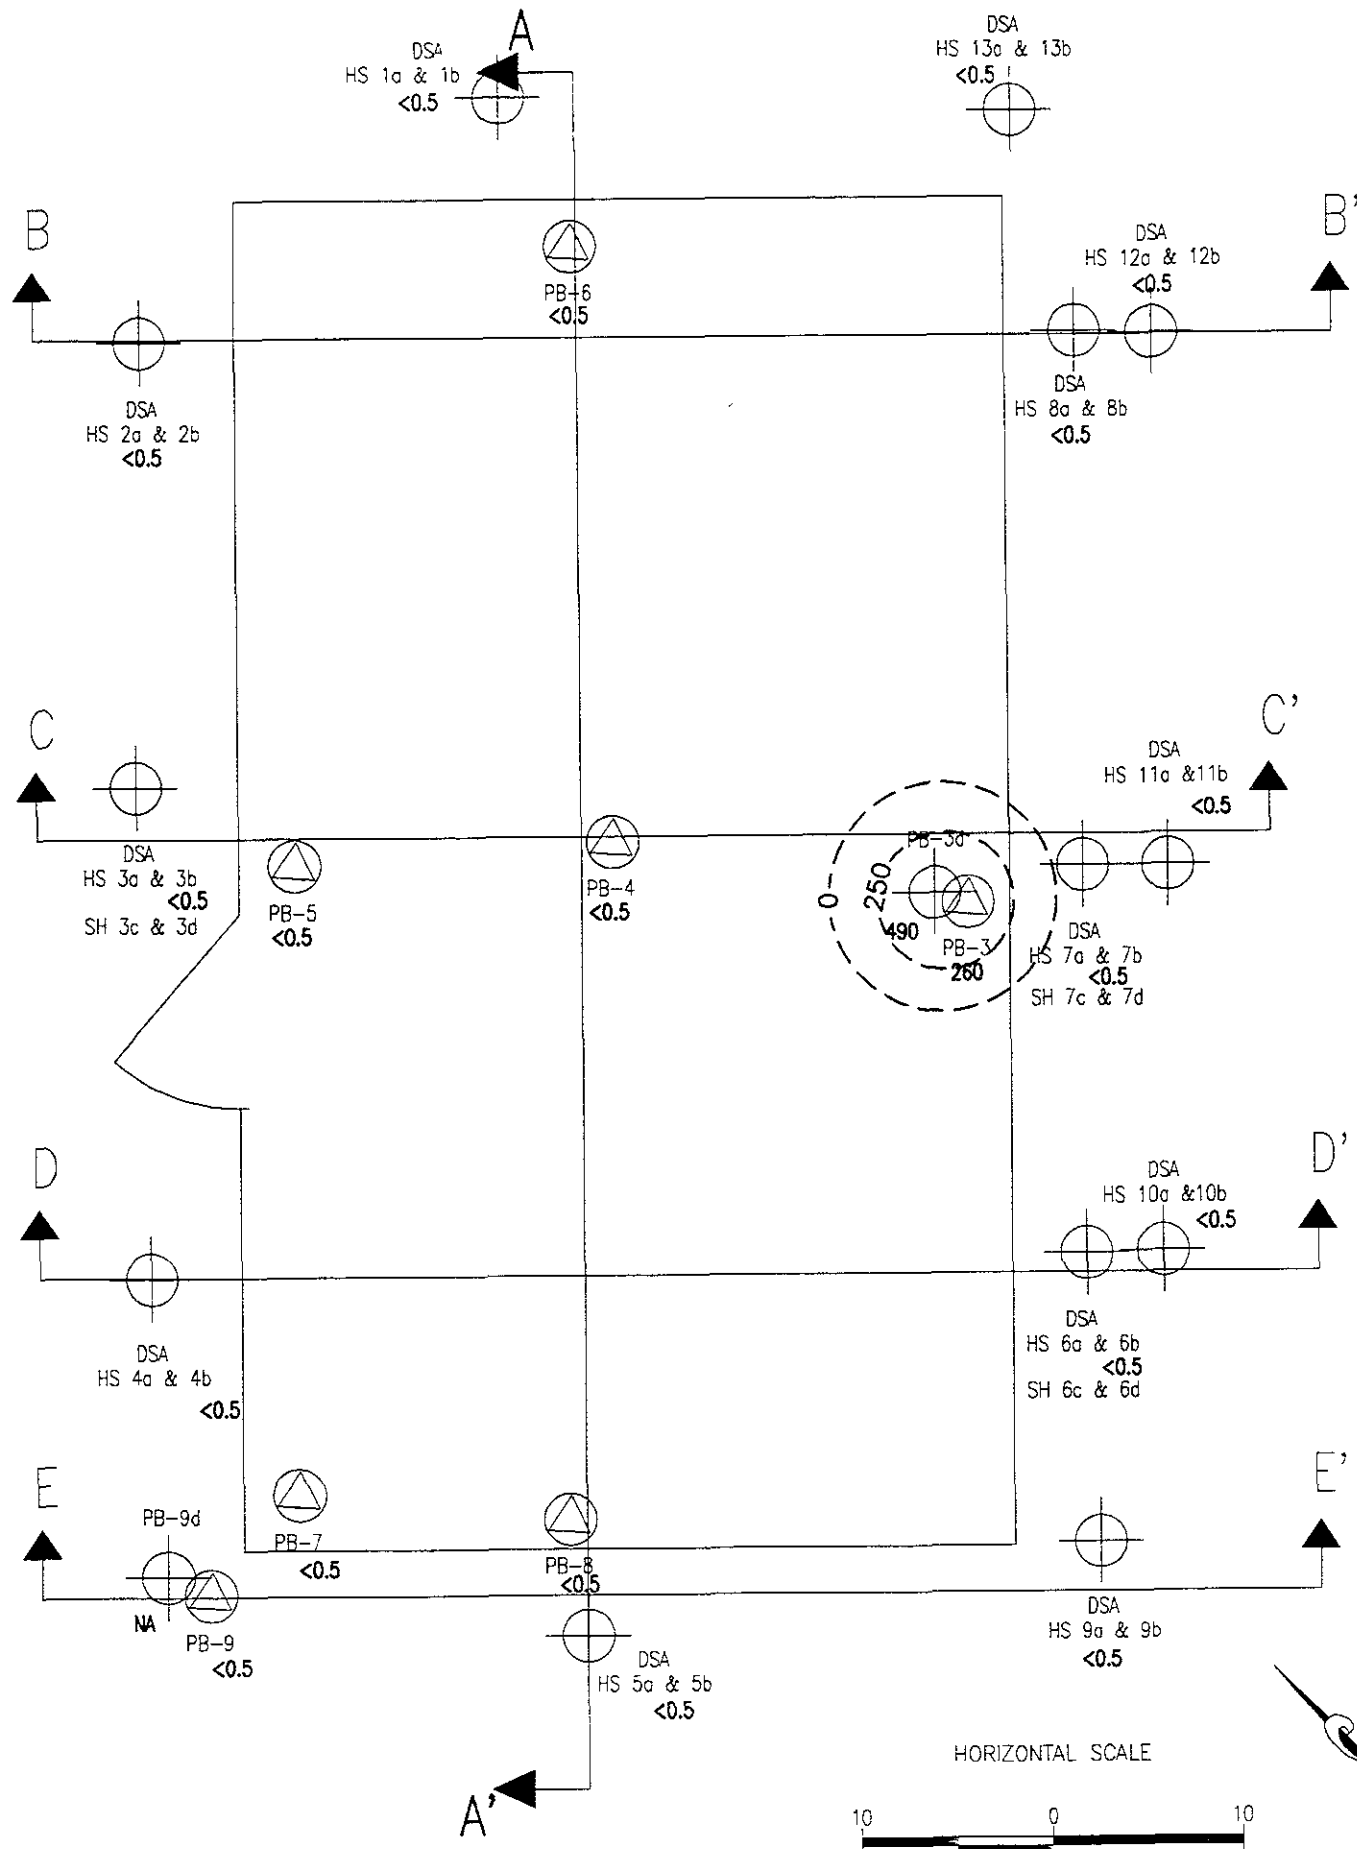 A
DSA
HS 1a & 1b
<0.5
DSA
HS 13a & 13b
<0.5
B
B'
PB-6
<0.5
DSA
HS 12a & 12b
<0.5
DSA
HS 2a & 2b
<0.5
DSA
HS 8a & 8b
<0.5
C
C'
DSA
HS 11a &11b
<0.5
DSA
HS 3a & 3b
<0.5
SH 3c & 3d
PB-5
<0.5
PB-4
<0.5
PB-3d
0
250
490
PB-3
260
DSA
HS 7a & 7b
<0.5
SH 7c & 7d
D
D'
DSA
HS 10a &10b
<0.5
DSA
HS 4a & 4b
<0.5
DSA
HS 6a & 6b
<0.5
SH 6c & 6d
E
E'
PB-9d
NA
PB-9
<0.5
PB-7
<0.5
PB-8
<0.5
DSA
HS 5a & 5b
<0.5
DSA
HS 9a & 9b
<0.5
A'
HORIZONTAL SCALE
10 0 10